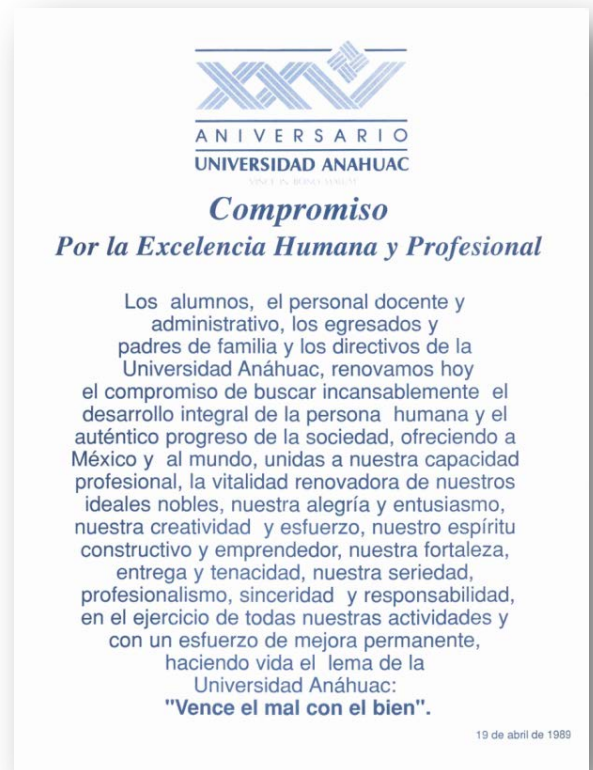 XXV
ANIVERSARIO
UNIVERSIDAD ANAHUAC
VINCE IN BONO MALUM
Compromiso
Por la Excelencia Humana y Profesional
Los alumnos, el personal docente y
administrativo, los egresados y
padres de familia y los directivos de la
Universidad Anáhuac, renovamos hoy
el compromiso de buscar incansablemente el
desarrollo integral de la persona humana y el
auténtico progreso de la sociedad, ofreciendo a
México y al mundo, unidas a nuestra capacidad
profesional, la vitalidad renovadora de nuestros
ideales nobles, nuestra alegría y entusiasmo,
nuestra creatividad y esfuerzo, nuestro espíritu
constructivo y emprendedor, nuestra fortaleza,
entrega y tenacidad, nuestra seriedad,
profesionalismo, sinceridad y responsabilidad,
en el ejercicio de todas nuestras actividades y
con un esfuerzo de mejora permanente,
haciendo vida el lema de la
Universidad Anáhuac:
"Vence el mal con el bien".
19 de abril de 1989